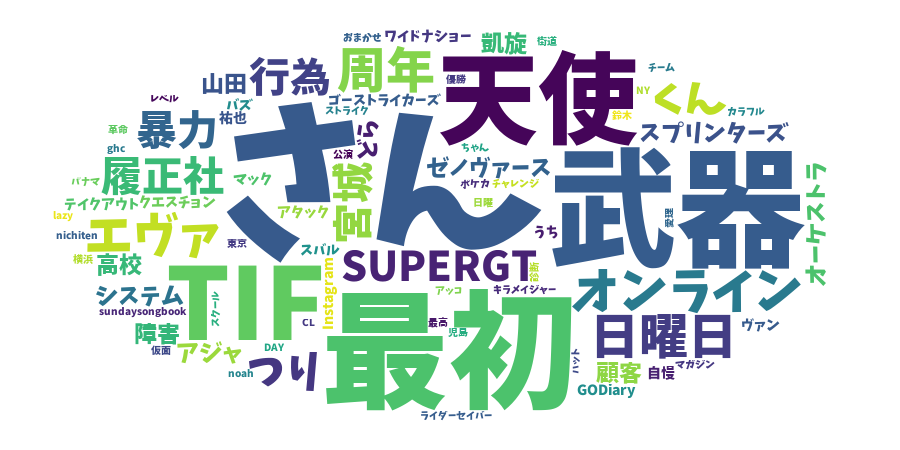 おまかせ
ワイドナショー
凱旋
街道
周年
優勝
天使
チーム
山田
行為
NY
くん
カラフル
レベル
バズ
ゴーストライカーズ
ストライク
鈴木
祐也
暴力
革命
さん
どら
スプリンターズ
ghc
公演
ちゃん
武器
履正社
ゼノヴァース
バナマ
マック
宮城
ポケカ
チャレンジ
オーケストラ
テイクアウト
クエスチョン
アタック
日曜
lazy
エヴァ
うち
nichiten
東京
スバル
横浜
高校
TIF
SUPERGT
Instagram
オンライン
システム
アッコ
キラメイジャー
sundaysongbook
スクール
最初
障害
CL
最高
児島
日曜日
ヴァン
仮面
アジャ
DAY
noah
つり
ハット
顧客
自慢
マガジン
GODiary
ライダーセイバー